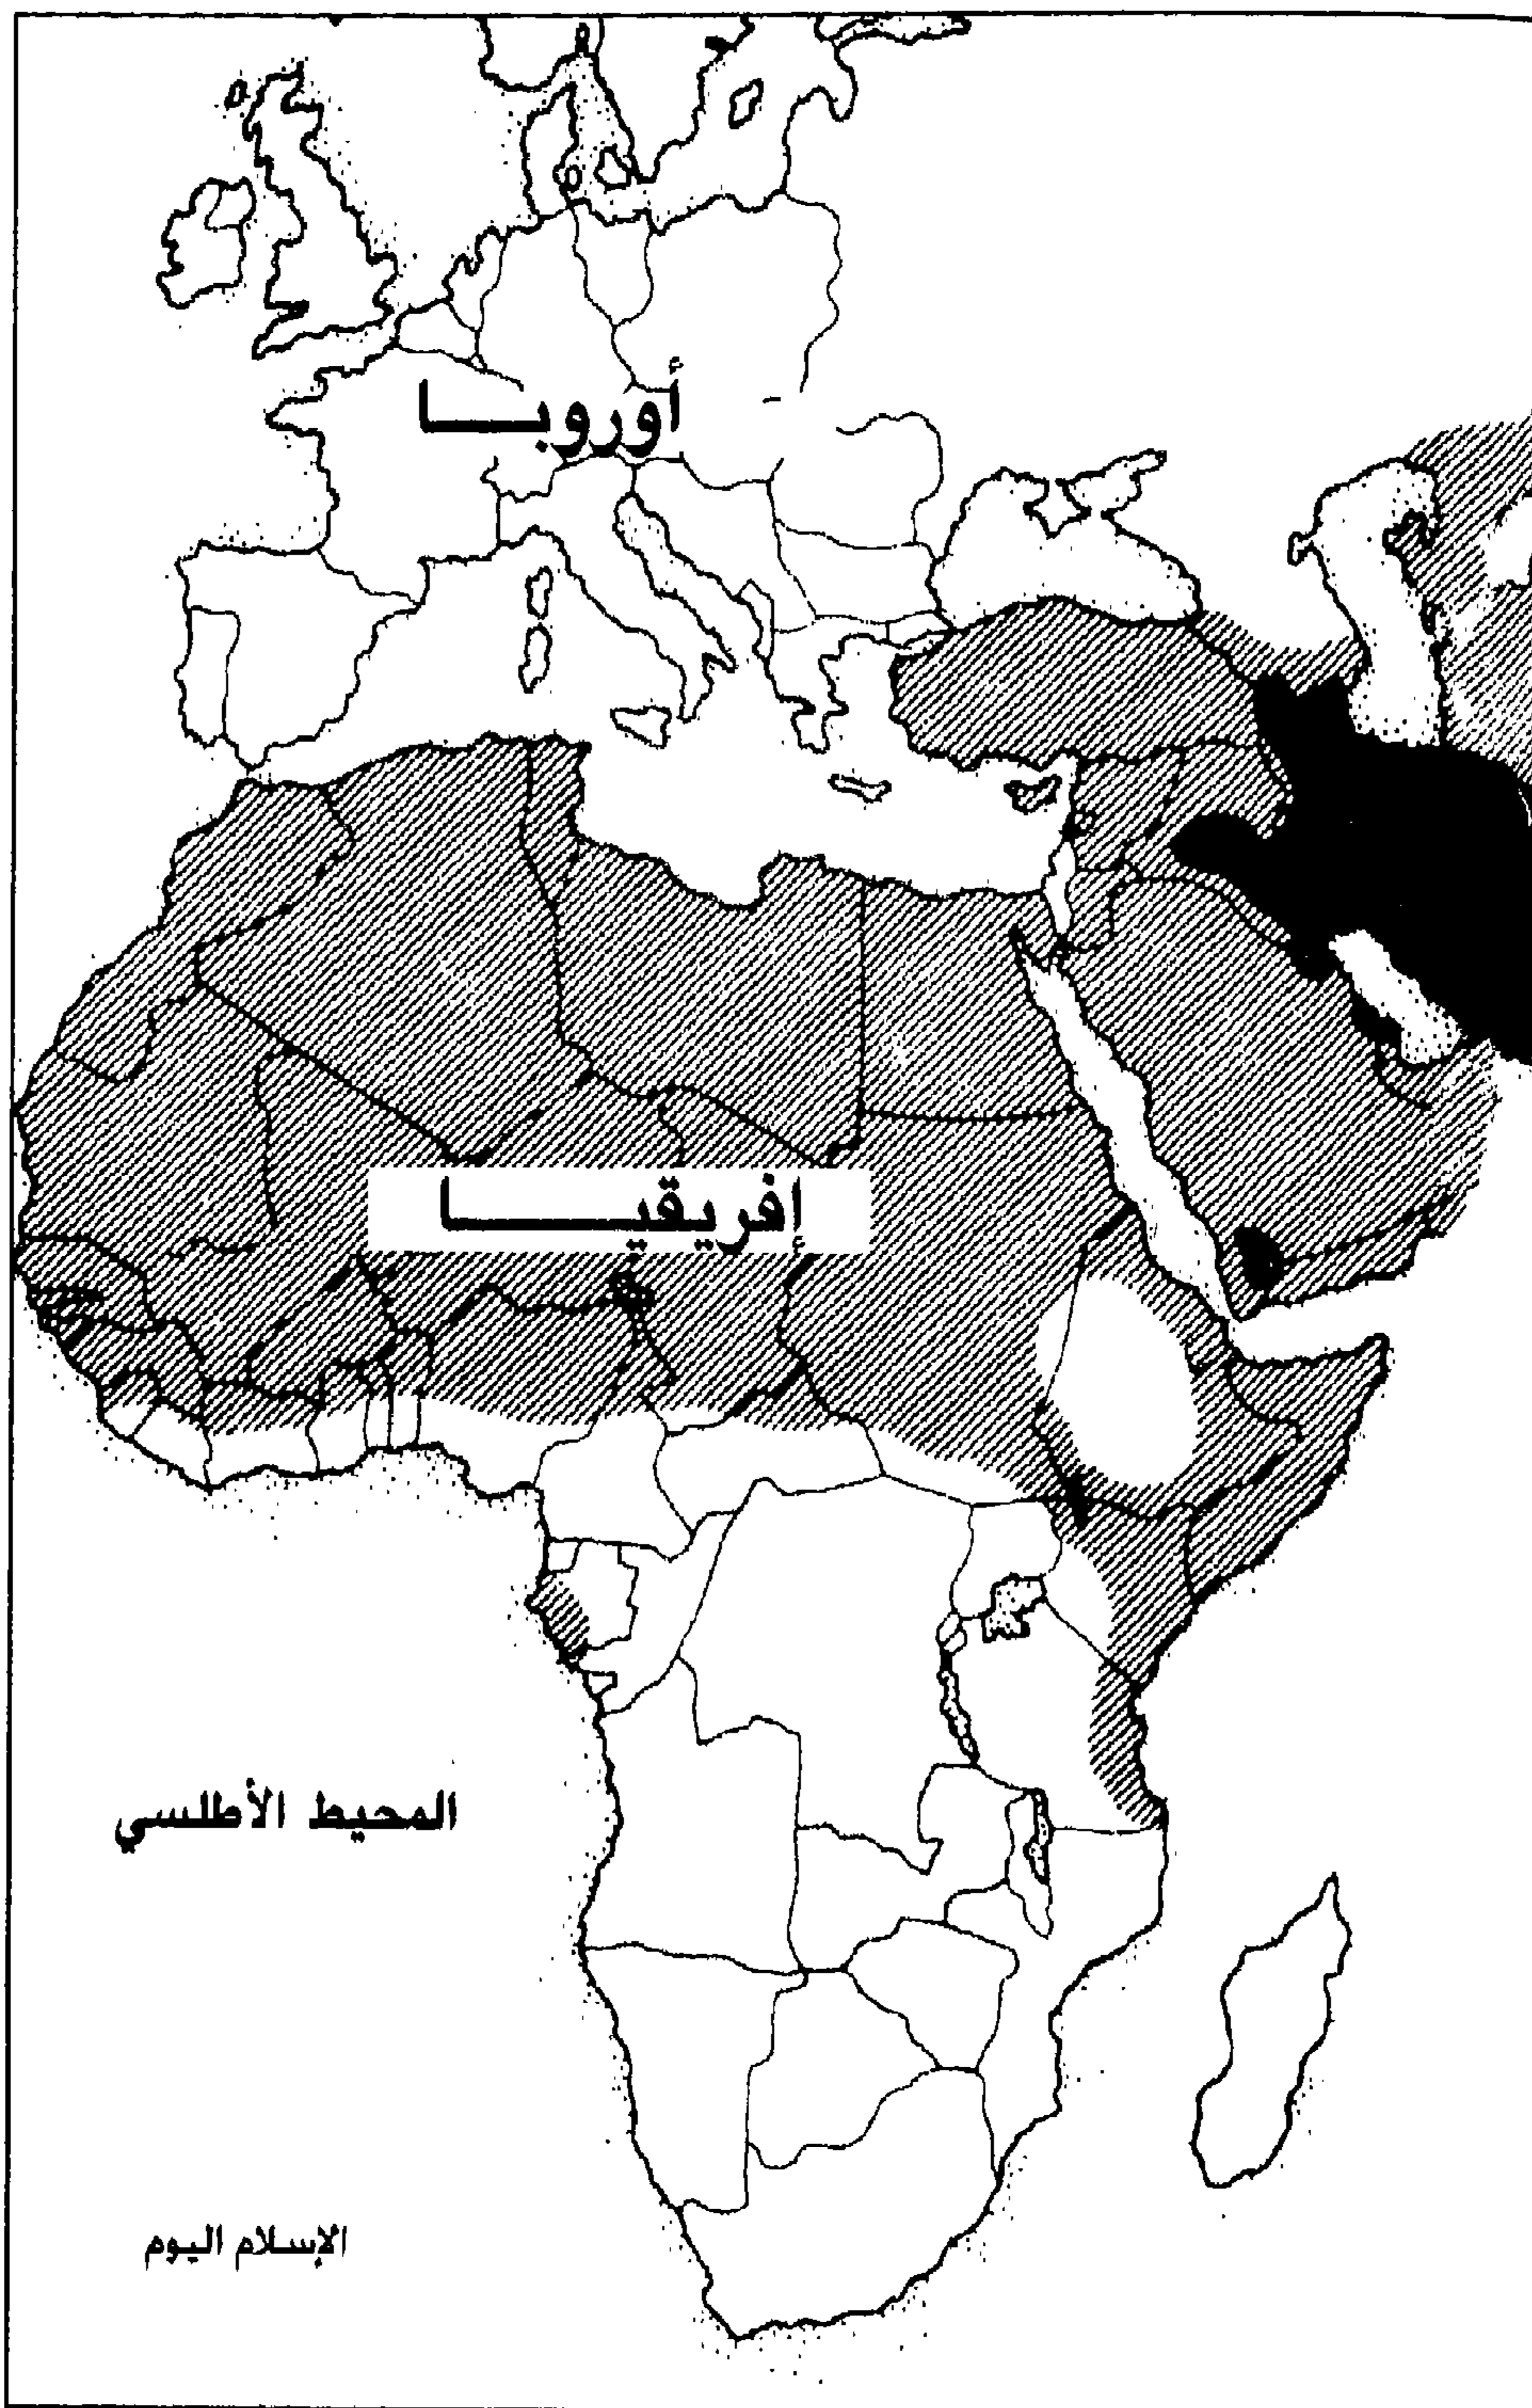 أوروبا
إفريقيا
المحيط الأطلسي
الإسلام اليوم